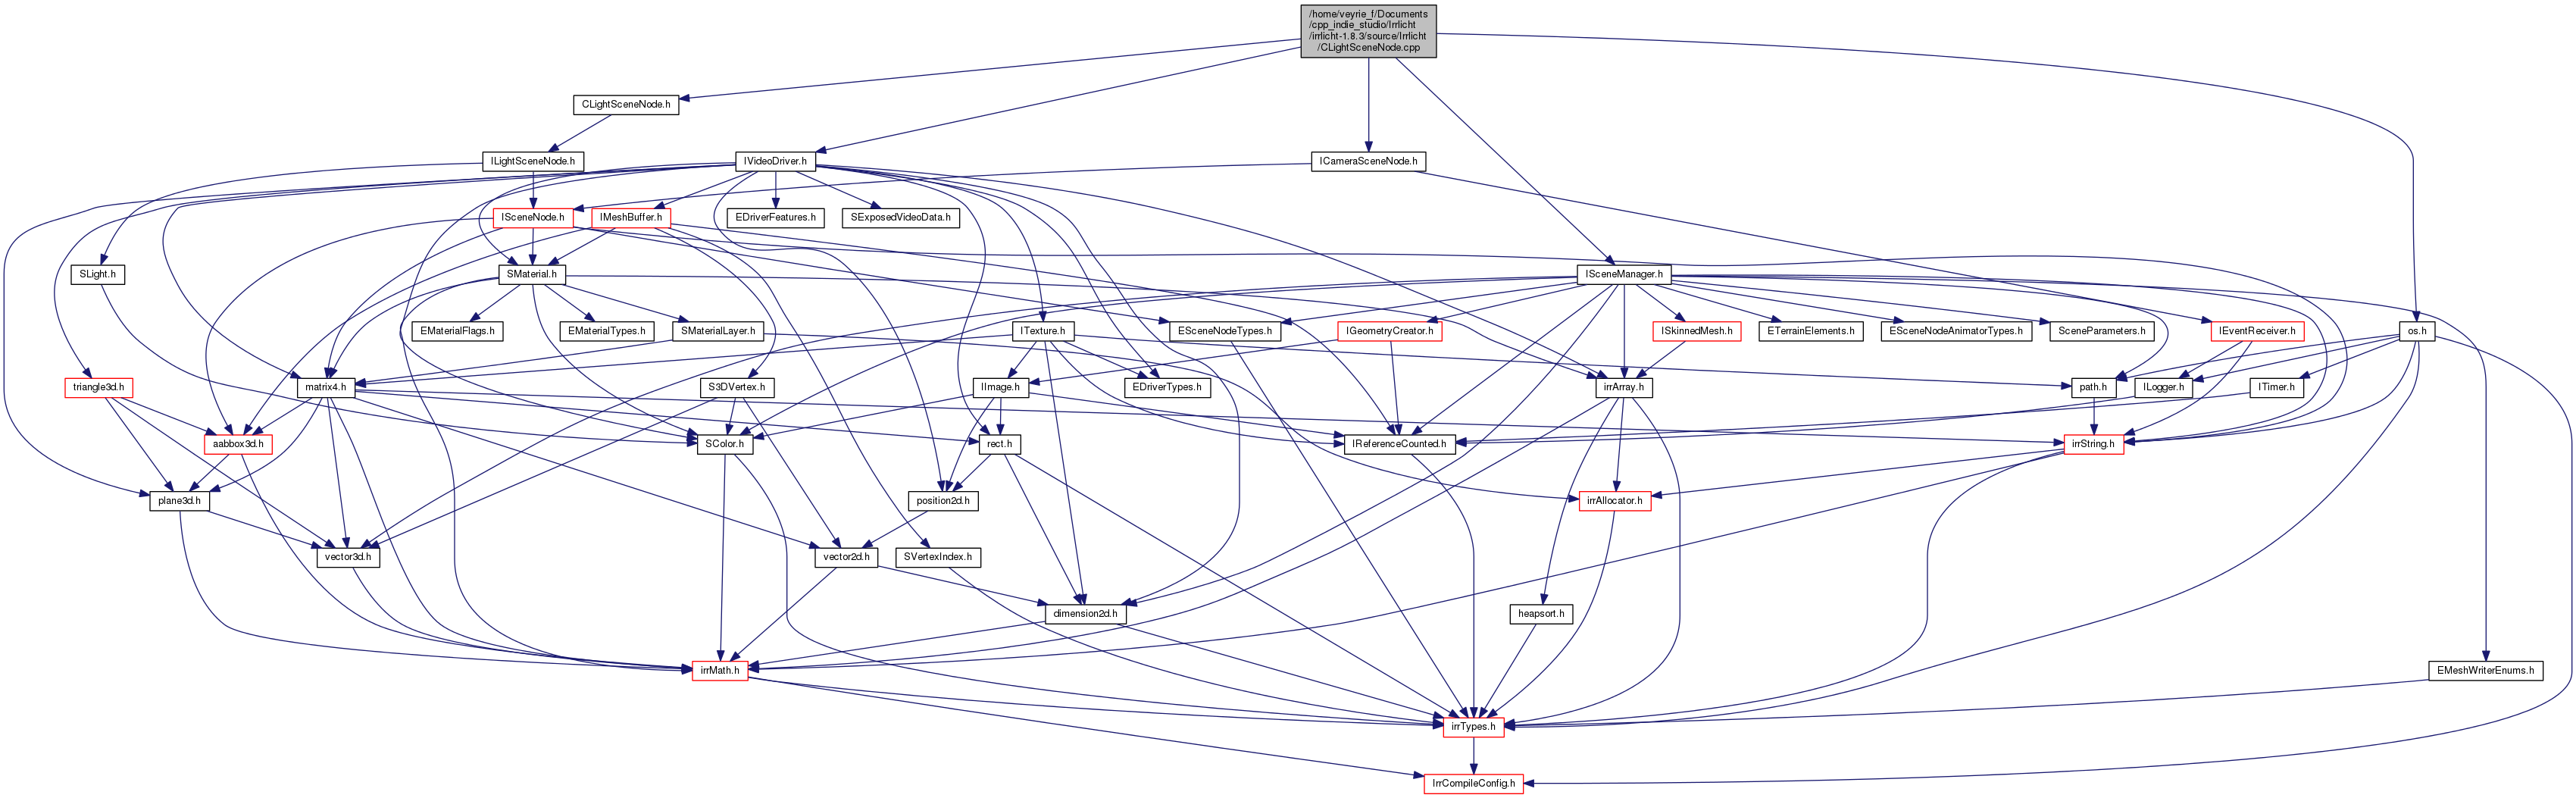 /home/veyrie_f/Documents
/cpp_indie_studio/Irrlicht
/irrlicht-1.8.3/source/Irrlicht
/CLightSceneNode.cpp
CLightSceneNode.h
ILightSceneNode.h
IVideoDriver.h
ICameraSceneNode.h
ISceneNode.h
IMeshBuffer.h
EDriverFeatures.h
SExposedVideoData.h
SLight.h
SMaterial.h
ISceneManager.h
EMaterialFlags.h
EMaterialTypes.h
SMaterialLayer.h
ITexture.h
ESceneNodeTypes.h
IGeometryCreator.h
ISkinnedMesh.h
ETerrainElements.h
ESceneNodeAnimatorTypes.h
SceneParameters.h
IEventReceiver.h
os.h
triangle3d.h
matrix4.h
S3DVertex.h
IImage.h
EDriverTypes.h
irrArray.h
path.h
ILogger.h
ITimer.h
aabbox3d.h
SColor.h
rect.h
IReferenceCounted.h
irrString.h
plane3d.h
position2d.h
irrAllocator.h
vector3d.h
vector2d.h
SVertexIndex.h
dimension2d.h
heapsort.h
irrMath.h
EMeshWriterEnums.h
irrTypes.h
IrrCompileConfig.h